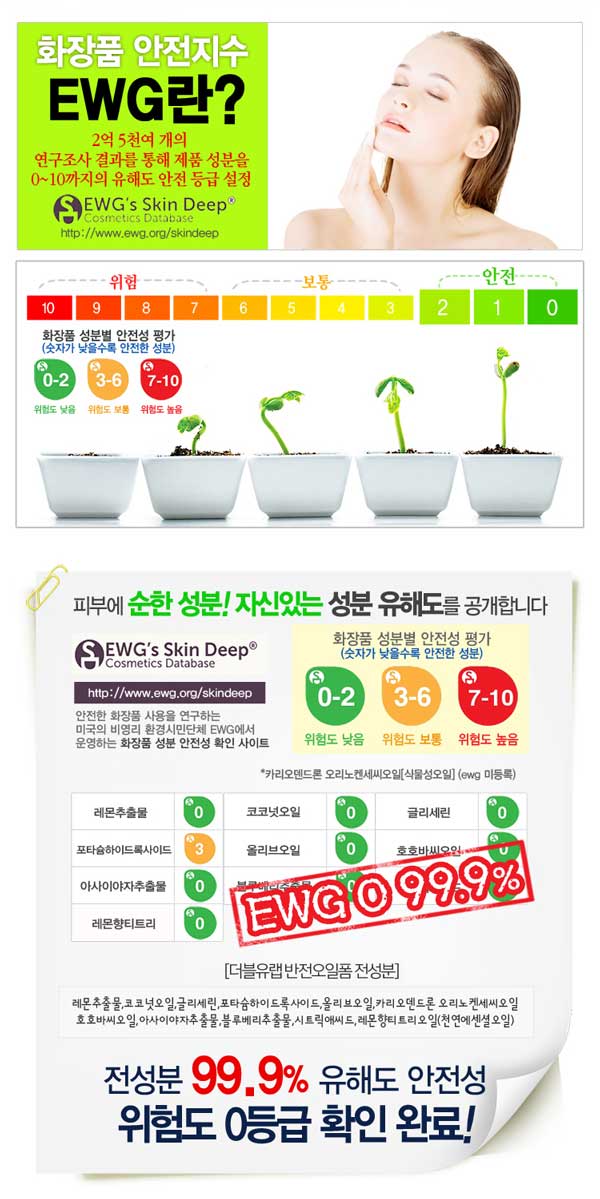 화장품 안전지수
EWG란?
2억 5천여 개의
연구조사 결과를 통해 제품 성분을
0~10까지의 유해도 안전 등급 설정
EWG's Skin Deep®
Cosmetics Database
http://www.ewg.org/skindeep
위험 보통 안전
10 9 8 7 6 5 4 3 2 1 0
화장품 성분별 안전성 평가
(숫자가 낮을수록 안전한 성분)
0-2 3-6 7-10
위험도 낮음 위험도 보통 위험도 높음
피부에 순한 성분! 자신있는 성분 유해도를 공개합니다
EWG's Skin Deep®
Cosmetics Database
http://www.ewg.org/skindeep
안전한 화장품 사용을 연구하는
미국의 비영리 환경시민단체 EWG에서
운영하는 화장품 성분 안전성 확인 사이트
화장품 성분별 안전성 평가
(숫자가 낮을수록 안전한 성분)
0-2 3-6 7-10
위험도 낮음 위험도 보통 위험도 높음
*카리오덴드론 오리노켄세씨오일[식물성오일] (ewg 미등록)
레몬추출물 0 코코넛오일 0 글리세린 0
포타슘하이드록사이드 3 올리브오일 0 호호바씨오일 0
아사이야자추출물 0 블루베리추출물 0
레몬향티트리 0
EWG 0 99.9%
[더블유랩 반전오일폼 전성분]
레몬추출물,코코넛오일,글리세린,포타슘하이드록사이드,올리브오일,카리오덴드론 오리노켄세씨오일
호호바씨오일,아사이야자추출물,블루베리추출물,시트릭애씨드,레몬향티트리오일(천연에센셜오일)
전성분 99.9% 유해도 안전성
위험도 0등급 확인 완료!